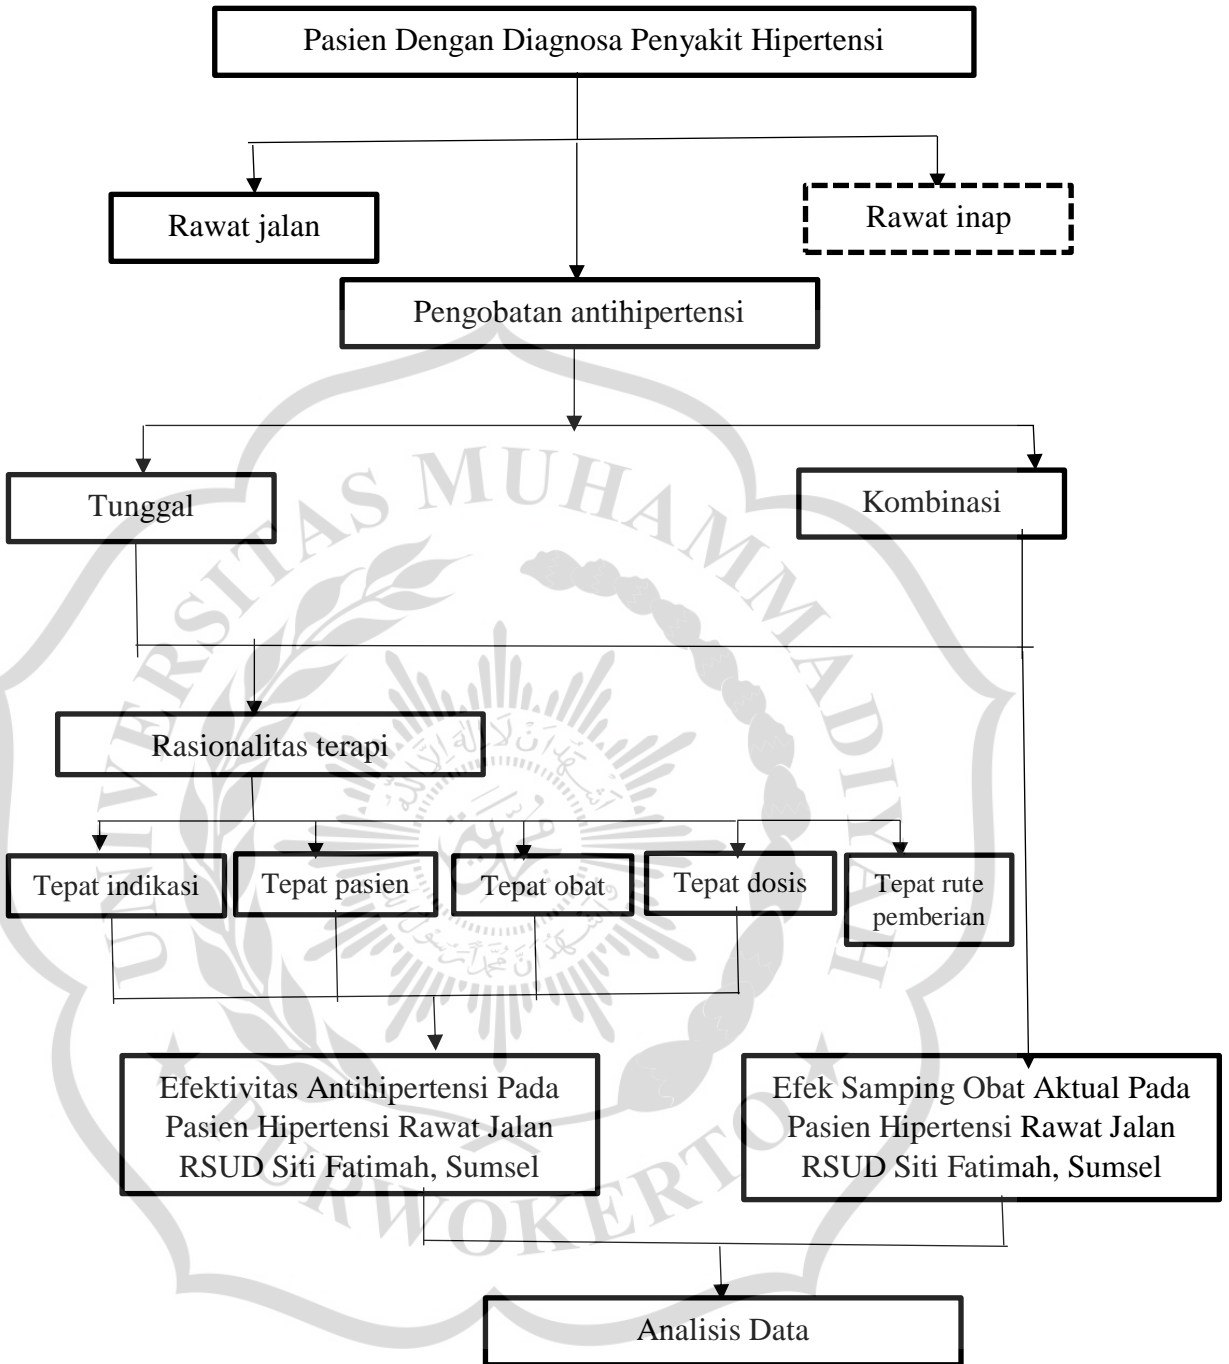 Pasien Dengan Diagnosa Penyakit Hipertensi
Rawat jalan
Rawat inap
Pengobatan antihipertensi
Tunggal
Kombinasi
Rasionalitas terapi
Tepat indikasi
Tepat pasien
Tepat obat
Tepat dosis
Tepat rute
pemberian
Efektivitas Antihipertensi Pada
Pasien Hipertensi Rawat Jalan
RSUD Siti Fatimah, Sumsel
Efek Samping Obat Aktual Pada
Pasien Hipertensi Rawat Jalan
RSUD Siti Fatimah, Sumsel
Analisis Data
UNIVERSITAS MUHAMMADIYAH
PURWOKERTO